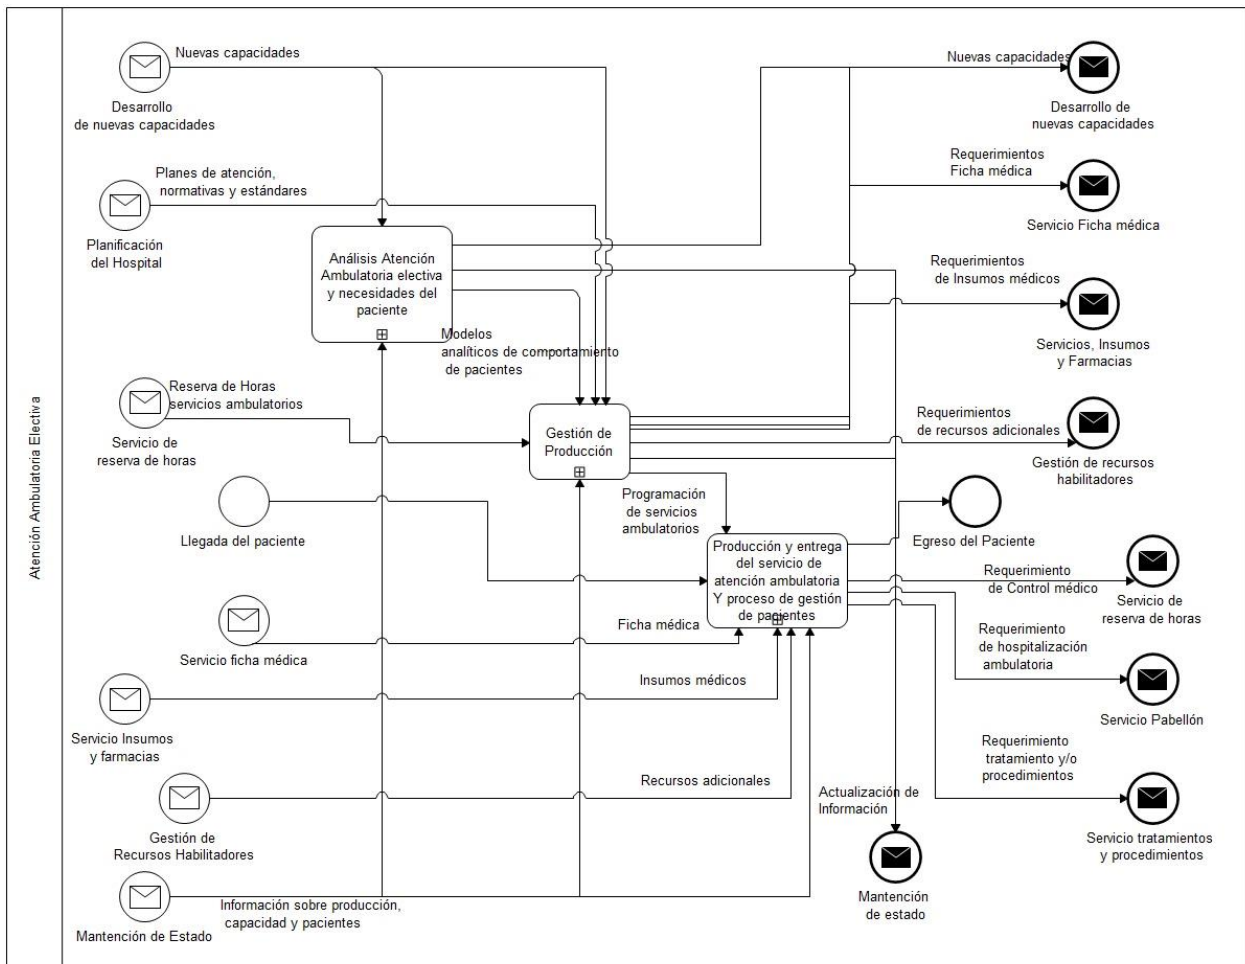 Atención Ambulatoria Electiva
Nuevas capacidades
Desarrollo
de nuevas capacidades
Planes de atención,
normativas y estándares
Planificación
del Hospital
Análisis Atención
Ambulatoria electiva
y necesidades del
paciente
Modelos
analíticos de comportamiento
de pacientes
Reserva de Horas
servicios ambulatorios
Servicio de
reserva de horas
Gestión de
Producción
Llegada del paciente
Programación
de servicios
ambulatorios
Producción y entrega
del servicio de
atención ambulatoria
Y proceso de gestión
de pacientes
Ficha médica
Servicio ficha médica
Insumos médicos
Servicio Insumos
y farmacias
Recursos adicionales
Gestión de
Recursos Habilitadores
Información sobre producción,
capacidad y pacientes
Mantención de Estado
Nuevas capacidades
Desarrollo de
nuevas capacidades
Requerimientos
Ficha médica
Servicio Ficha médica
Requerimientos
de Insumos médicos
Servicios, Insumos
y Farmacias
Requerimientos
de recursos adicionales
Gestión de recursos
habilitadores
Egreso del Paciente
Requerimiento
de Control médico
Servicio de
reserva de horas
Requerimiento
de hospitalización
ambulatoria
Servicio Pabellón
Requerimiento
tratamiento y/o
procedimientos
Servicio tratamientos
y procedimientos
Actualización de
Información
Mantención
de estado